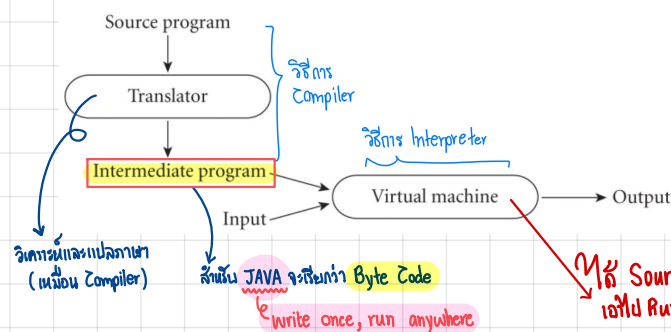 Source program
วิธีการ
Compiler
Translator
วิธีการ Interpreter
Intermediate program
Virtual machine
Output
Input
วิเคราะห์และแปลภาษา
(เหมือน Compiler)
สำหรับ JAVA จะเรียกว่า Byte Code
Write once, run anywhere
ได้ Sour
เอาไป Ru